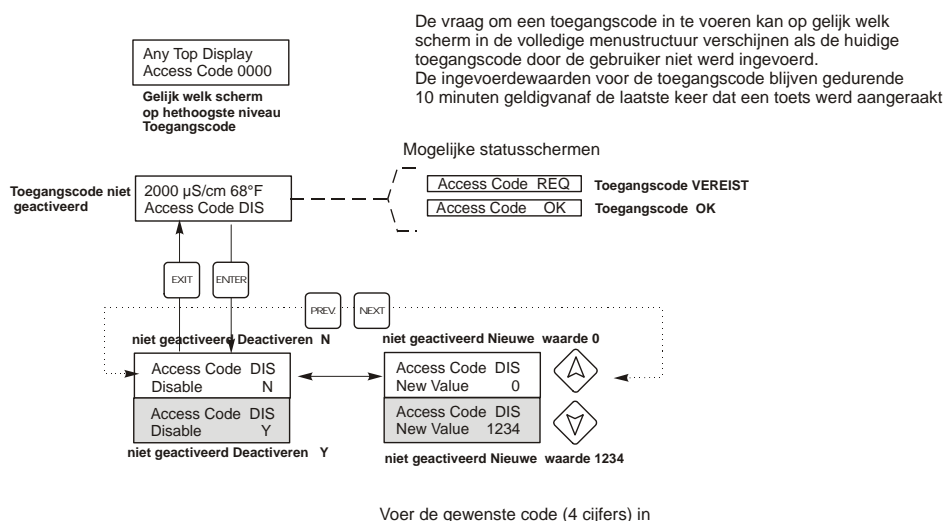 De vraag om een toegangscode in te voeren kan op gelijk welk
scherm in de volledige menustructuur verschijnen als de huidige
toegangscode door de gebruiker niet werd ingevoerd.
De ingevoerdewaarden voor de toegangscode blijven gedurende
10 minuten geldigvanaf de laatste keer dat een toets werd aangeraakt
Any Top Display
Access Code 0000
Gelijk welk scherm
op hethoogste niveau
Toegangscode
Mogelijke statusschermen
Toegangscode niet
geactiveerd
2000 µS/cm 68°F
Access Code DIS
Access Code REQ
Toegangscode VEREIST
Access Code OK
Toegangscode OK
EXIT
ENTER
PREV.
NEXT
niet geactiveerd Deactiveren N
niet geactiveerd Nieuwe waarde 0
Access Code DIS
Disable N
Access Code DIS
New Value 0
Access Code DIS
Disable Y
Access Code DIS
New Value 1234
niet geactiveerd Deactiveren Y
niet geactiveerd Nieuwe waarde 1234
Voer de gewenste code (4 cijfers) in